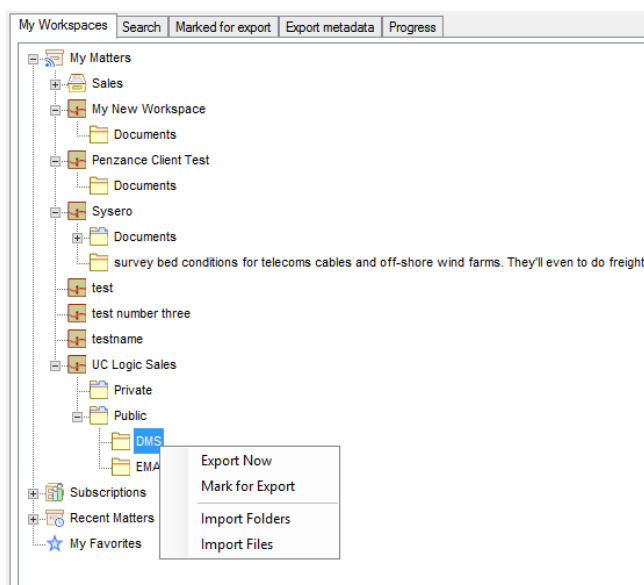 My Workspaces Search Marked for export Export metadata Progress
My Matters
Sales
My New Workspace
Documents
Penzance Client Test
Documents
Sysero
Documents
survey bed conditions for telecoms cables and off-shore wind farms. They'll even to do freight
test
test number three
testname
UC Logic Sales
Private
Public
DMS
EMA
Export Now
Mark for Export
Import Folders
Import Files
Subscriptions
Recent Matters
My Favorites